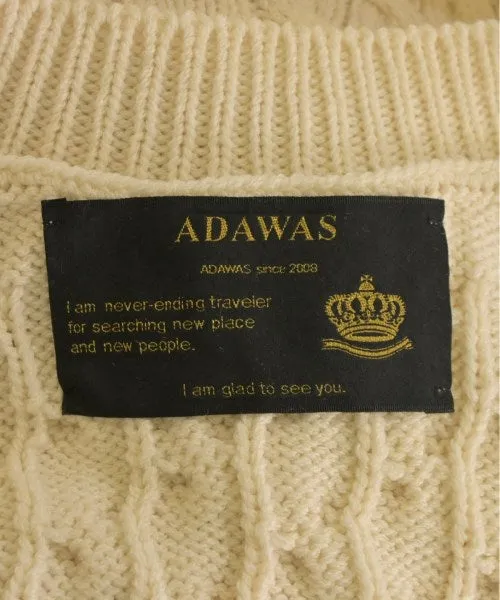 ADAWAS
ADAWAS since 2008
I am never-ending traveler
for searching new place
and new people.
I am glad to see you.